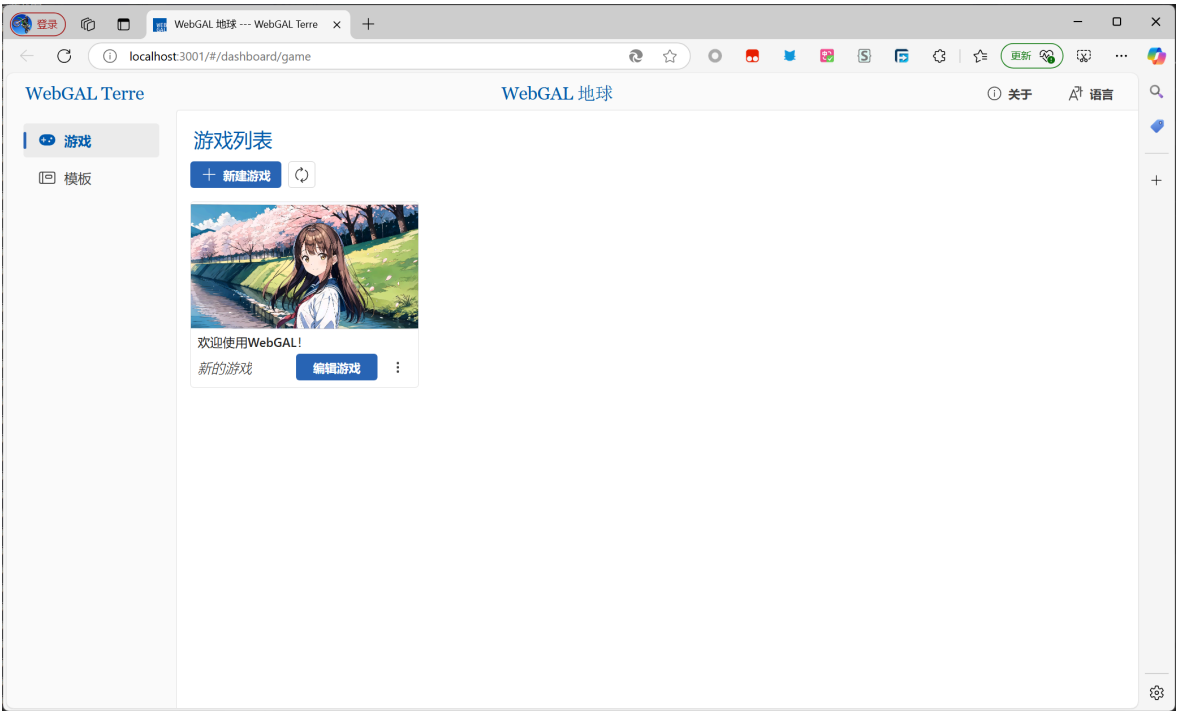 登录
WebGAL 地球 --- WebGAL Terre
localhost:3001/#/dashboard/game
更新
WebGAL Terre
WebGAL 地球
关于
语言
游戏
模板
游戏列表
新建游戏
欢迎使用WebGAL！
新的游戏
编辑游戏